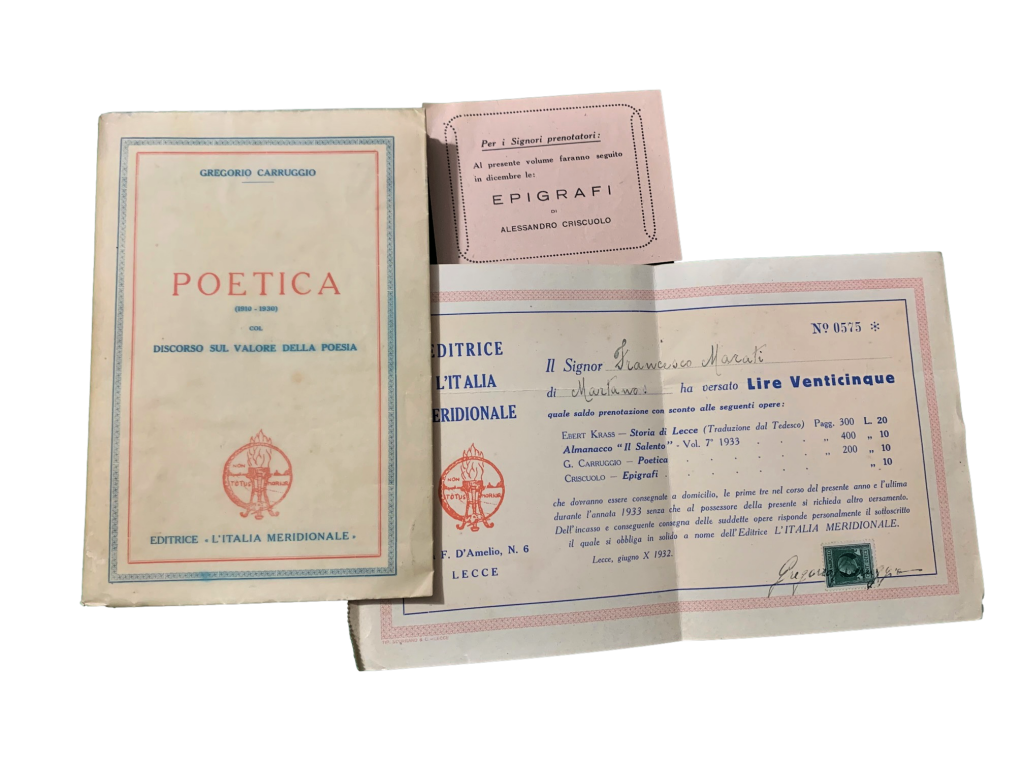 GREGORIO CARRUGGIO
POETICA
(1910 - 1930)
COL
DISCORSO SUL VALORE DELLA POESIA
NON
TOTUS MORIAR
EDITRICE « L'ITALIA MERIDIONALE »
Per i Signori prenotatori:
Al presente volume faranno seguito
in dicembre le:
EPIGRAFI
DI
ALESSANDRO CRISCUOLO
EDITRICE
L'ITALIA
ERIDIONALE
NON
TOTUS MORIAR
F. D'Amelio, N. 6
LECCE
Nº 0575 *
Il Signor Francesco Marati
di Martano ha versato Lire Venticinque
quale saldo prenotazione con sconto alle seguenti opere:
EBERT KRASS — Storia di Lecce (Traduzione dal Tedesco) Pagg. 300 L. 20
Almanacco "Il Salento" - Vol. 7º 1933 . . . „ 400 „ 10
G. CARRUGGIO — Poetica . . . . . . „ 200 „ 10
CRISCUOLO — Epigrafi . . . . . . „ 10
che dovranno essere consegnate a domicilio, le prime tre nel corso del presente anno e l'ultima
durante l'annata 1933 senza che al possessore della presente si richieda altro versamento.
Dell'incasso e conseguente consegna delle suddette opere risponde personalmente il sottoscritto
il quale si obbliga in solido a nome dell'Editrice L'ITALIA MERIDIONALE.
Lecce, giugno X 1932.